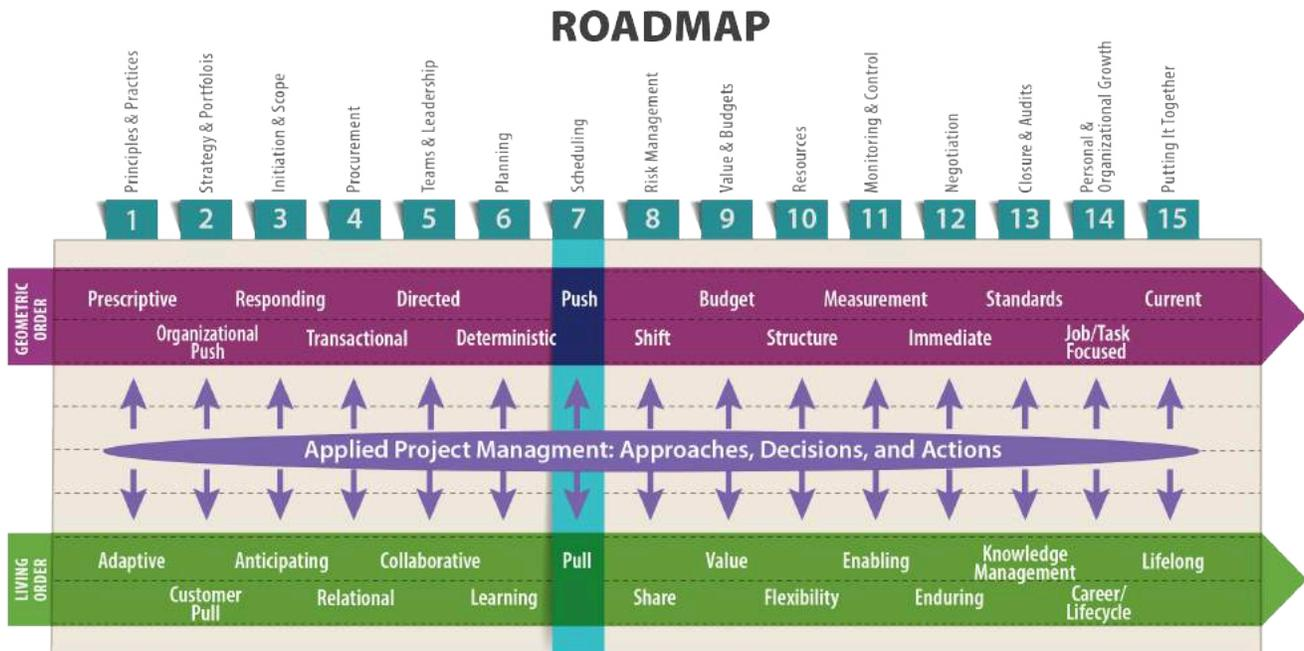 ROADMAP
Principles & Practices
Strategy & Portfolois
Initiation & Scope
Procurement
Teams & Leadership
Planning
Scheduling
Risk Management
Value & Budgets
Resources
Monitoring & Control
Negotiation
Closure & Audits
Personal &
Organizational Growth
Putting It Together
1 2 3 4 5 6 7 8 9 10 11 12 13 14 15
GEOMETRIC
ORDER
Prescriptive Responding Directed Push Budget Measurement Standards Current
Organizational
Push
Transactional Deterministic Shift Structure Immediate
Job/Task
Focused
Applied Project Managment: Approaches, Decisions, and Actions
LIVING
ORDER
Adaptive Anticipating Collaborative Pull Value Enabling
Knowledge
Management
Lifelong
Customer
Pull
Relational Learning Share Flexibility Enduring
Career/
Lifecycle